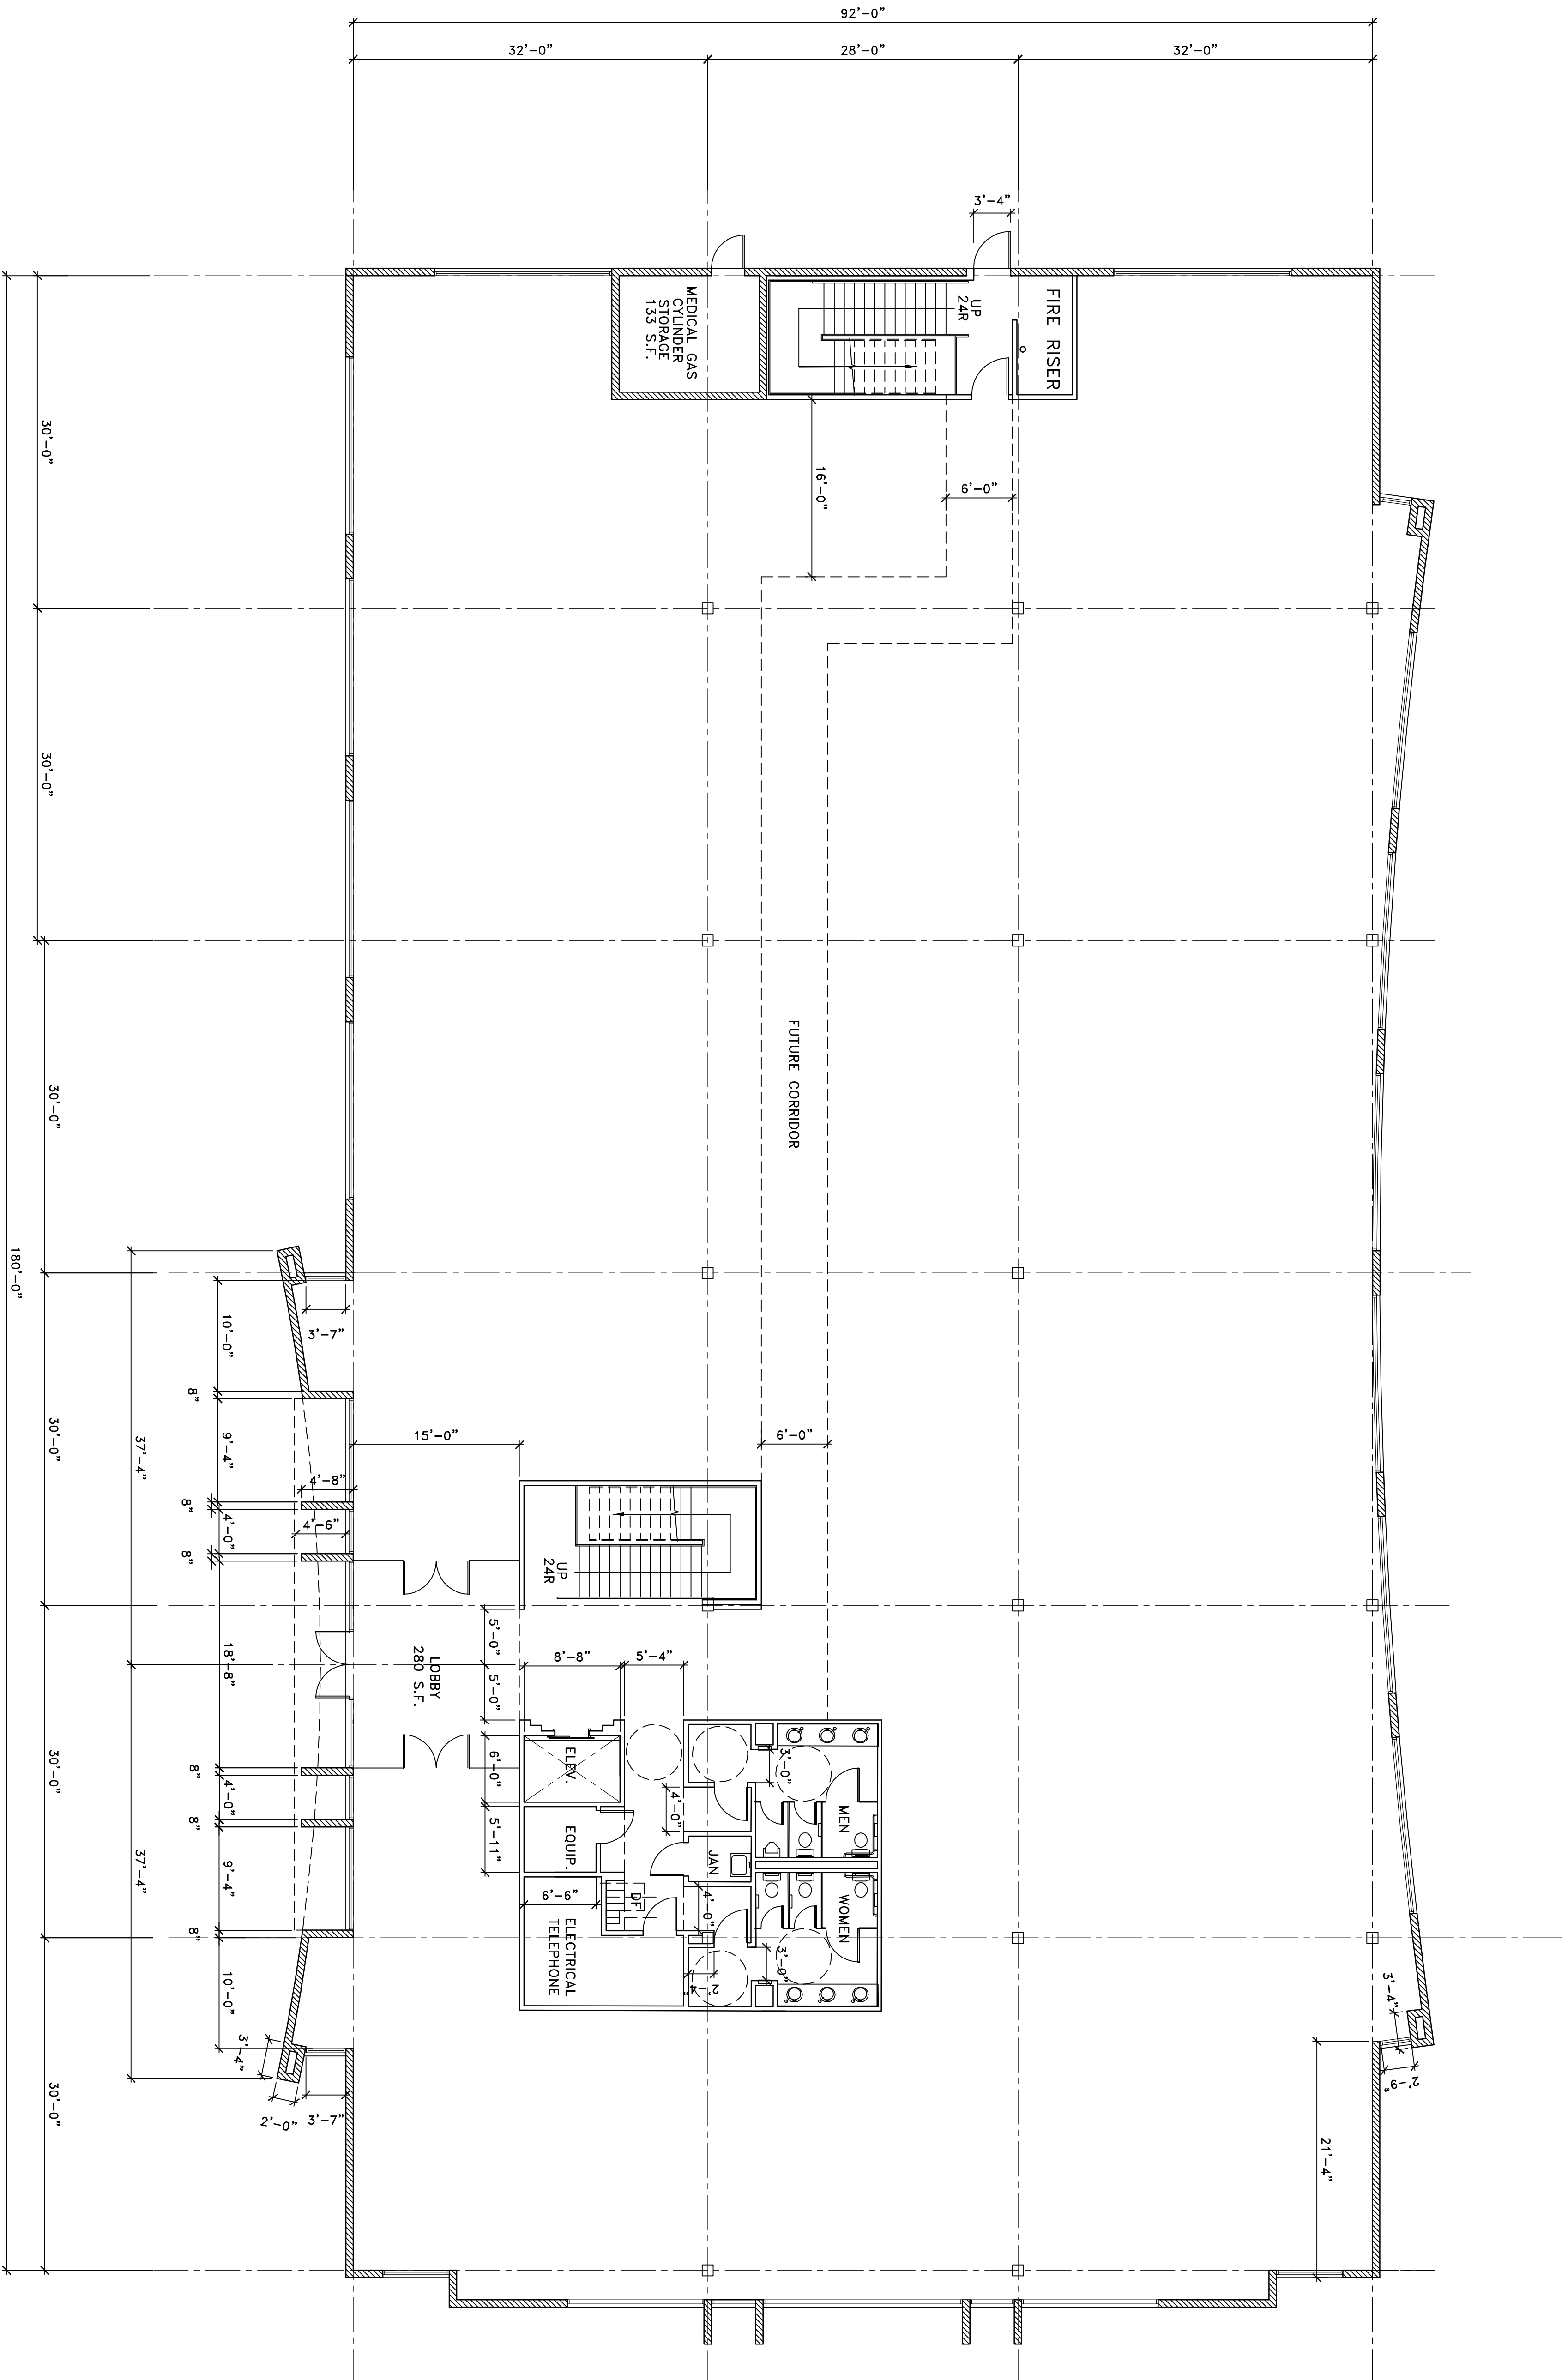 92'-0"
32'-0"
28'-0"
32'-0"
3'-4"
FIRE RISER
UP
24R
MEDICAL GAS
CYLINDER
STORAGE
133 S.F.
16'-0"
6'-0"
30'-0"
30'-0"
30'-0"
30'-0"
30'-0"
30'-0"
180'-0"
FUTURE CORRIDOR
3'-7"
10'-0"
8"
9'-4"
37'-4"
4'-8"
8"
4'-6"
4'-0"
8"
15'-0"
6'-0"
UP
24R
18'-8"
LOBBY
280 S.F.
5'-0"
5'-0"
8'-8"
5'-4"
6'-0"
ELEV.
3'-0"
4'-0"
MEN
5'-11"
EQUIP.
JAN
8"
4'-0"
8"
9'-4"
37'-4"
8"
6'-6"
DF
4'-0"
WOMEN
ELECTRICAL
TELEPHONE
3'-0"
2'-4"
10'-0"
3'-4"
2'-0"
3'-7"
3'-4"
2'-9"
21'-4"